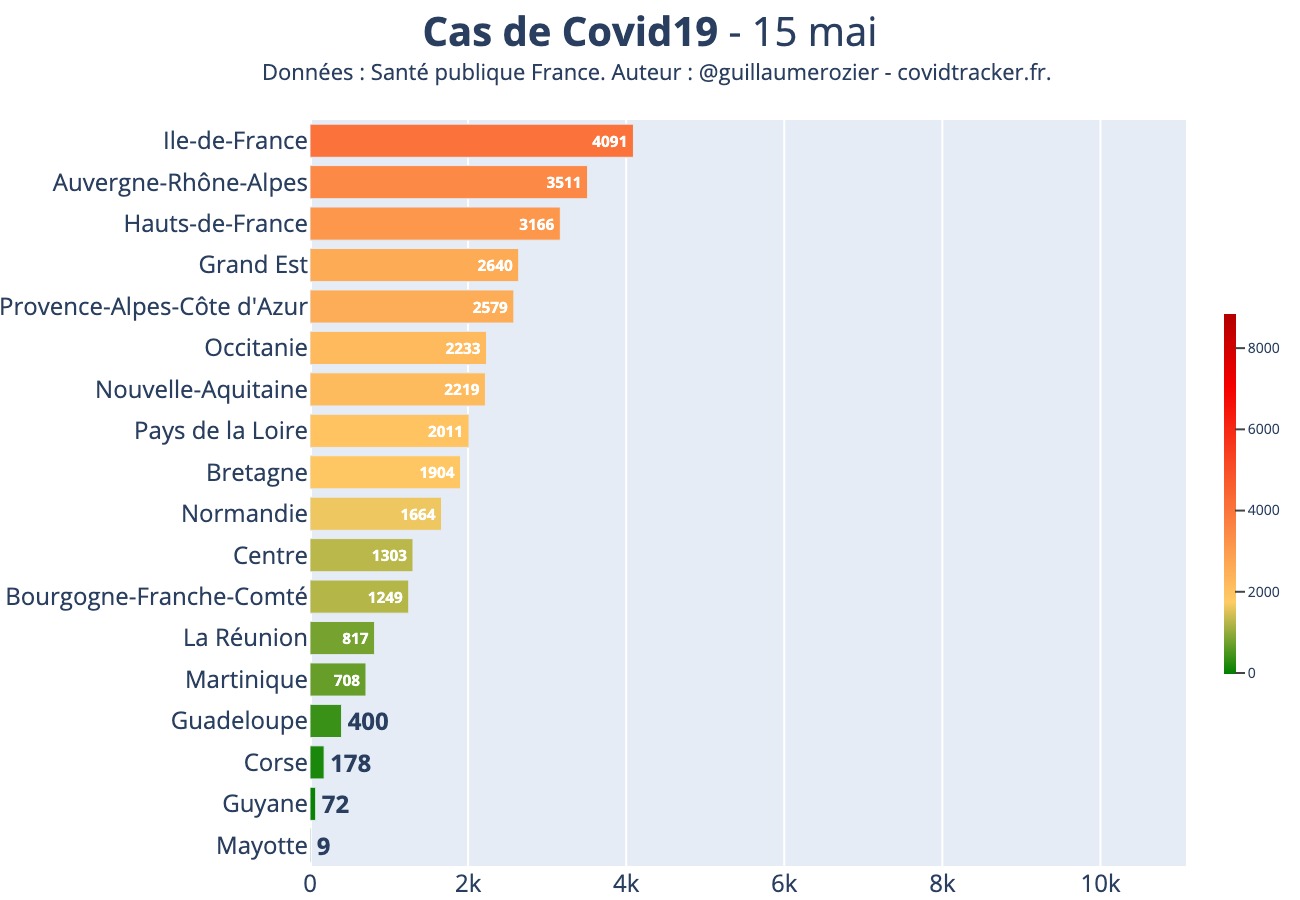 Cas de Covid19 - 15 mai
Données : Santé publique France. Auteur : @guillaumerozier - covidtracker.fr.
Ile-de-France 4091
Auvergne-Rhône-Alpes 3511
Hauts-de-France 3166
Grand Est 2640
Provence-Alpes-Côte d'Azur 2579
Occitanie 2233
Nouvelle-Aquitaine 2219
Pays de la Loire 2011
Bretagne 1904
Normandie 1664
Centre 1303
Bourgogne-Franche-Comté 1249
La Réunion 817
Martinique 708
Guadeloupe 400
Corse 178
Guyane 72
Mayotte 9
0 2k 4k 6k 8k 10k
8000
6000
4000
2000
0